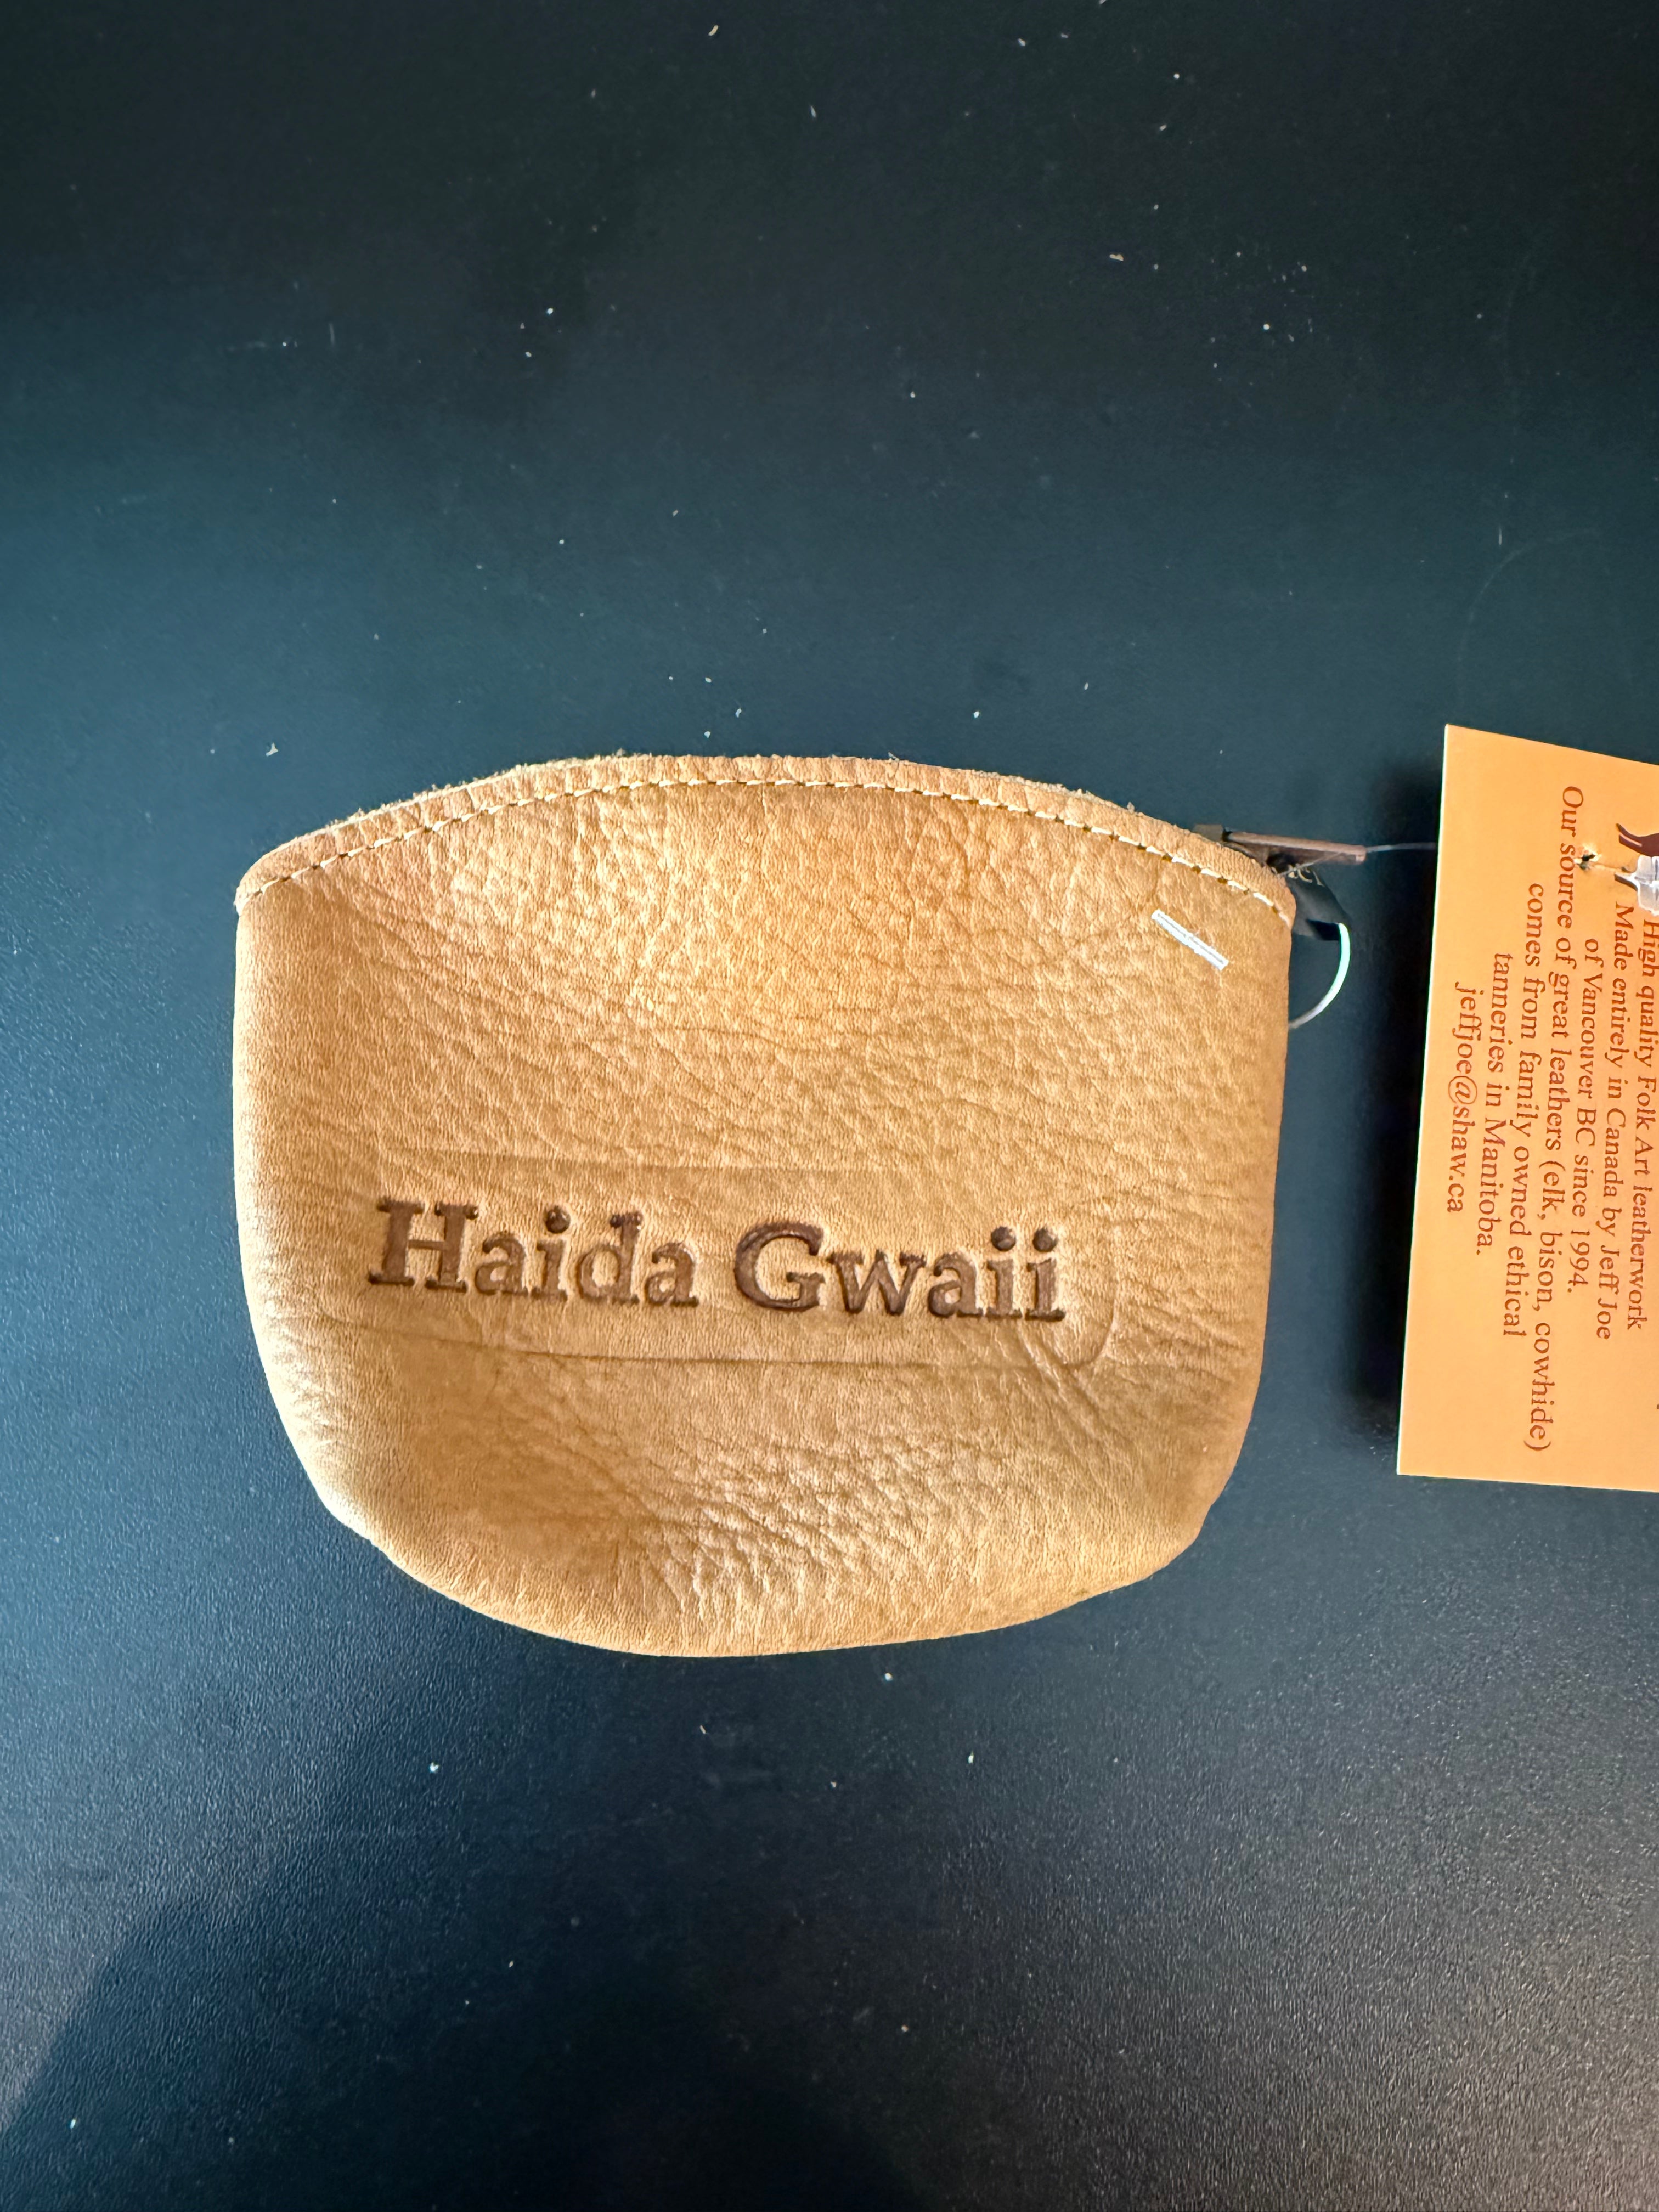 Haida Gwaii
High quality Folk Art leatherwork
Made entirely in Canada by Jeff Joe
of Vancouver BC since 1994.
Our source of great leathers (elk, bison, cowhide)
comes from family owned ethical
tanneries in Manitoba.
jeffjoe@shaw.ca